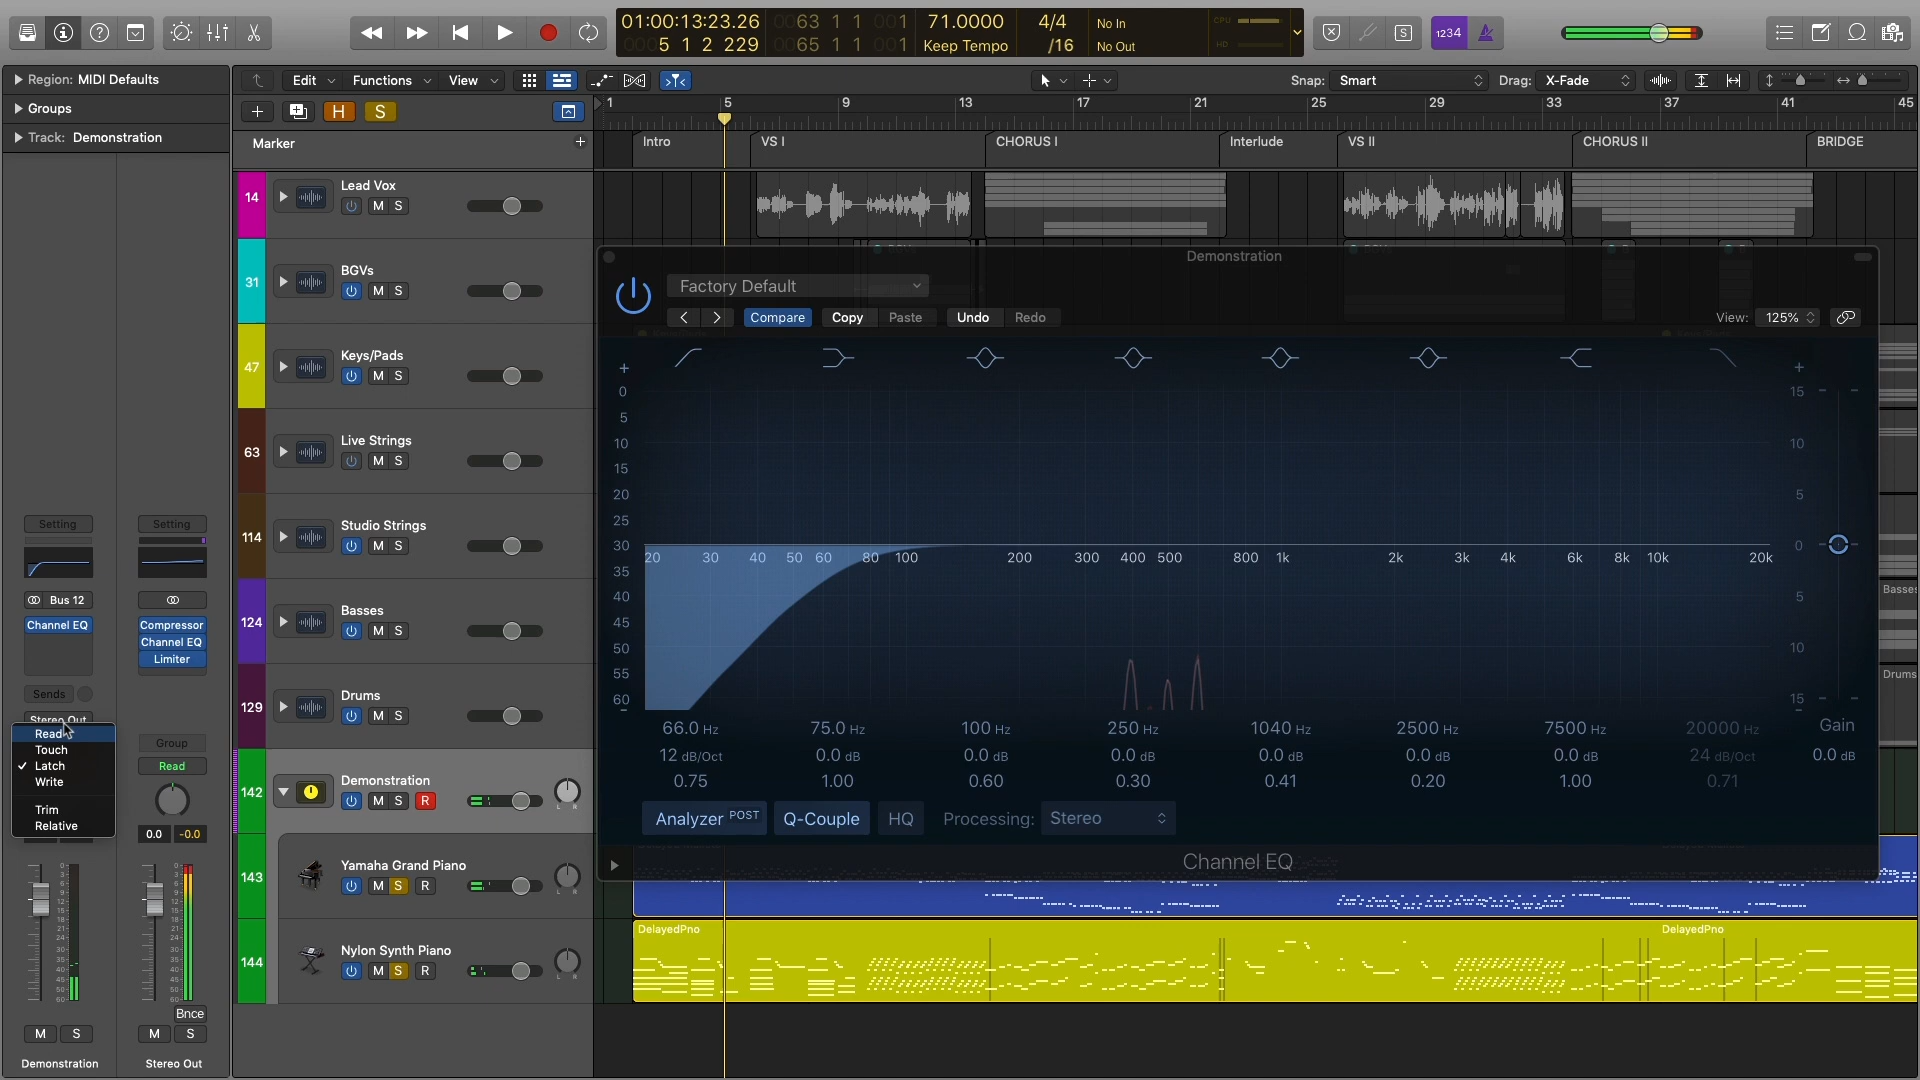 01:00:13:23.26
0063 1 1 001
71.0000
4/4
No In
CPU
0005 1 2 229
0065 1 1 001
Keep Tempo
/16
No Out
HD
1234
Region: MIDI Defaults
Groups
Track: Demonstration
Edit
Functions
View
Snap: Smart
Drag: X-Fade
H
S
1
5
9
13
17
21
25
29
33
37
41
45
Marker
Intro
VS I
CHORUS I
Interlude
VS II
CHORUS II
BRIDGE
14
Lead Vox
M S
31
BGVs
M S
47
Keys/Pads
M S
63
Live Strings
M S
114
Studio Strings
M S
124
Basses
M S
129
Drums
M S
142
Demonstration
M S R
L R
143
Yamaha Grand Piano
M S R
L R
144
Nylon Synth Piano
M S R
L R
Demonstration
Factory Default
Compare
Copy
Paste
Undo
Redo
View: 125%
+
0
5
10
15
20
25
30
35
40
45
50
55
60
-
20 30 40 50 60 80 100 200 300 400 500 800 1k 2k 3k 4k 6k 8k 10k 20k
+
15
10
5
0
5
10
15
-
66.0 Hz
75.0 Hz
100 Hz
250 Hz
1040 Hz
2500 Hz
7500 Hz
20000 Hz
Gain
12 dB/Oct
0.0 dB
0.0 dB
0.0 dB
0.0 dB
0.0 dB
0.0 dB
24 dB/Oct
0.0 dB
0.75
1.00
0.60
0.30
0.41
0.20
1.00
0.71
Analyzer POST
Q-Couple
HQ
Processing: Stereo
Channel EQ
Basses
Drums
DelayedPno
DelayedPno
Setting
Setting
Bus 12
Channel EQ
Compressor
Channel EQ
Limiter
Sends
Stereo Out
Read
Touch
✓ Latch
Write
Trim
Relative
Group
Read
0.0
-0.0
Bnce
M S
M S
Demonstration
Stereo Out